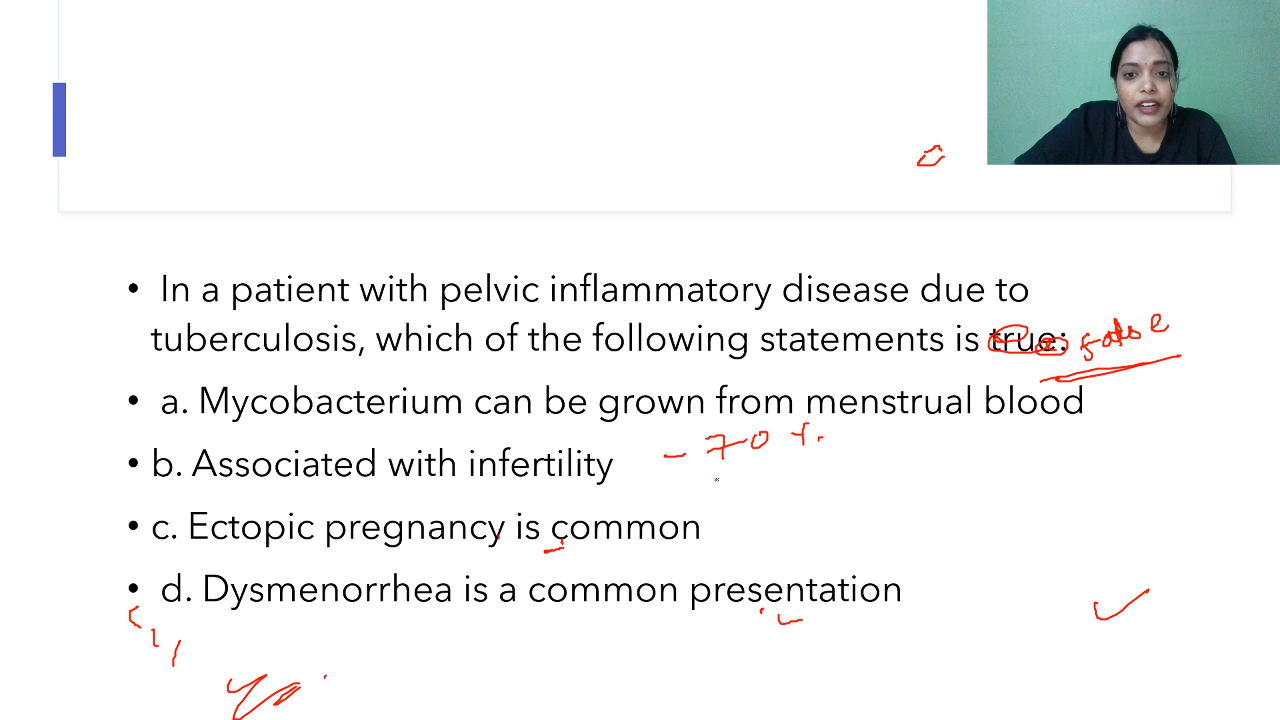 • In a patient with pelvic inflammatory disease due to
tuberculosis, which of the following statements is true: false
• a. Mycobacterium can be grown from menstrual blood
• b. Associated with infertility - 70 %.
• c. Ectopic pregnancy is common
• d. Dysmenorrhea is a common presentation